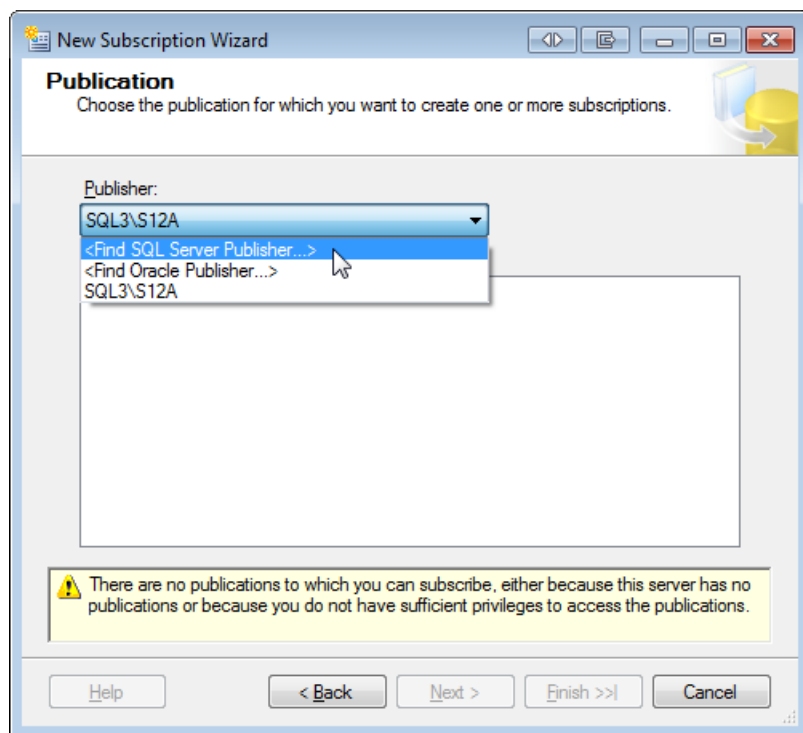 New Subscription Wizard
Publication
Choose the publication for which you want to create one or more subscriptions.
Publisher:
SQL3\S12A
<Find SQL Server Publisher...>
<Find Oracle Publisher...>
SQL3\S12A
There are no publications to which you can subscribe, either because this server has no
publications or because you do not have sufficient privileges to access the publications.
Help
< Back
Next >
Finish >>|
Cancel